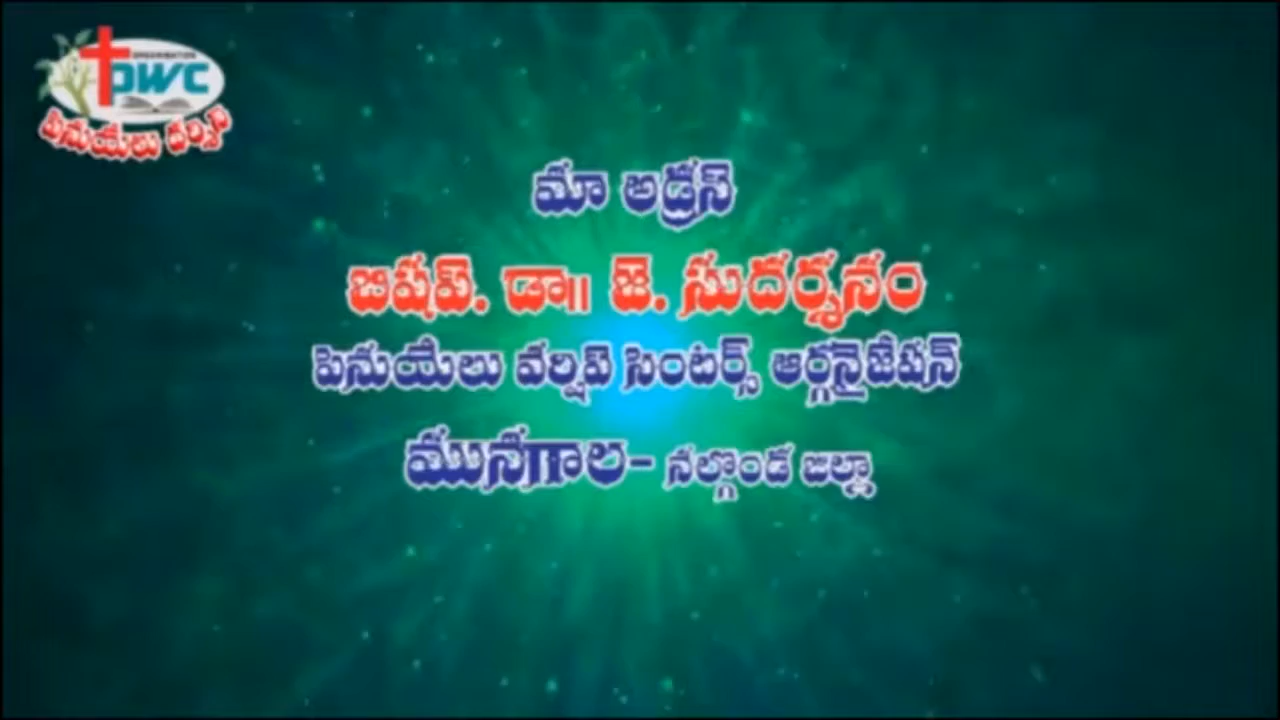 PWC
పెనుయేలు వర్షిప్
మా అడ్రస్
బిషప్. డా|| జె. సుదర్శనం
పెనుయేలు వర్షిప్ సెంటర్స్ ఆర్గనైజేషన్
మునగాల- నల్గొండ జిల్లా